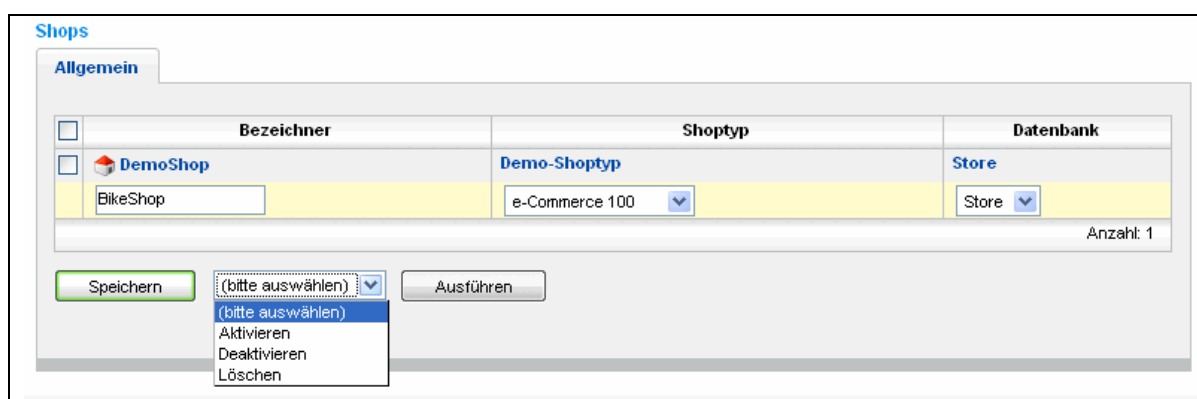 Shops
Allgemein
Bezeichner Shoptyp Datenbank
DemoShop Demo-Shoptyp Store
BikeShop e-Commerce 100 Store
Anzahl: 1
Speichern (bitte auswählen) Ausführen
(bitte auswählen)
Aktivieren
Deaktivieren
Löschen